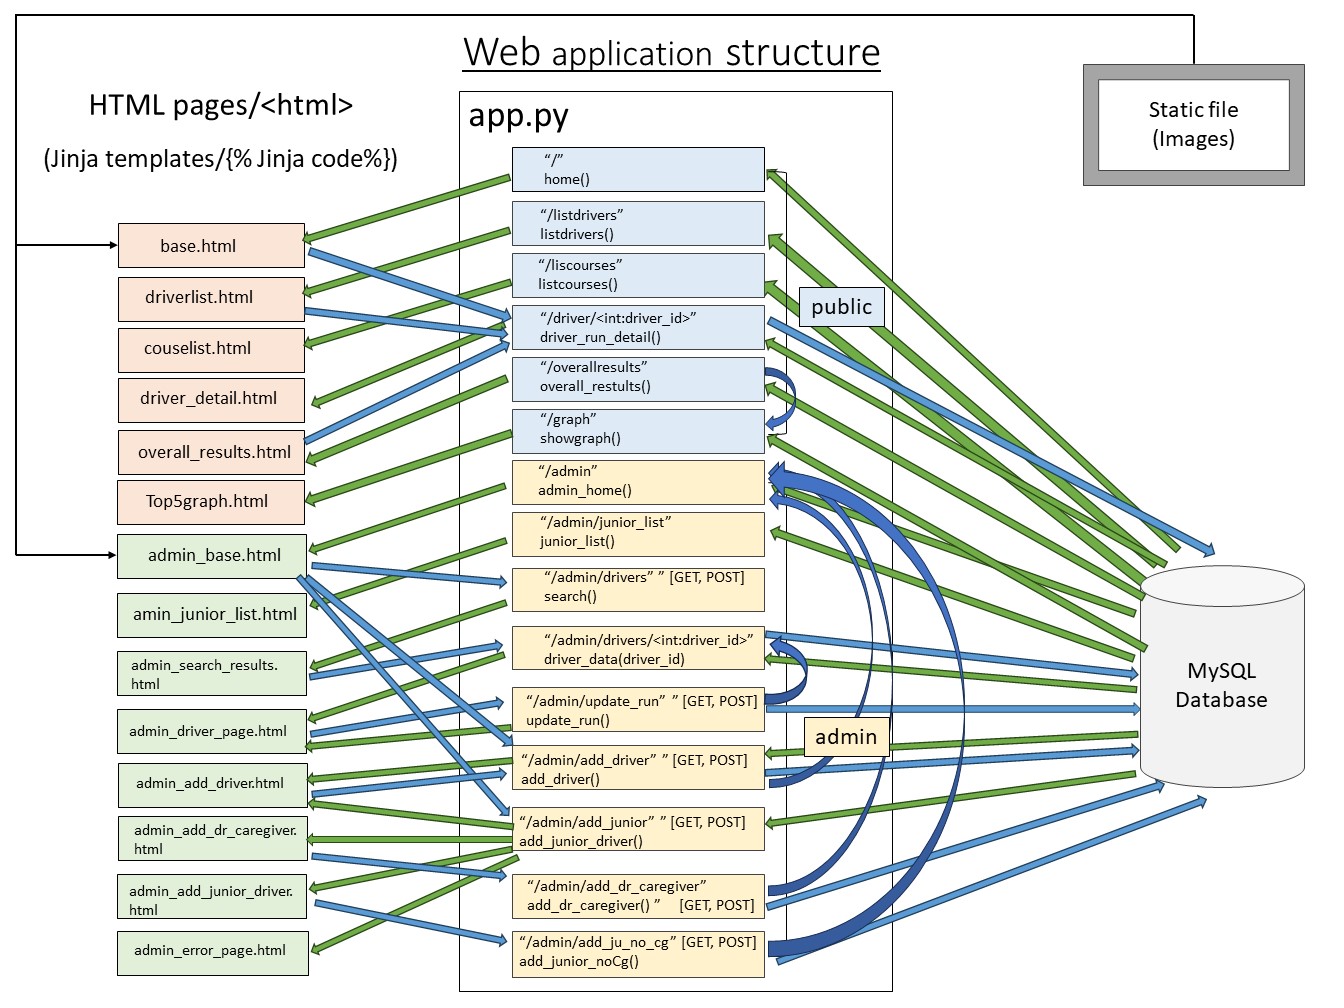 Web application structure
HTML pages/<html>
(Jinja templates/{% Jinja code%})
Static file
(Images)
app.py
“/”
home()
“/listdrivers”
listdrivers()
“/liscourses”
listcourses()
“/driver/<int:driver_id>”
driver_run_detail()
“/overallresults”
overall_restults()
“/graph”
showgraph()
“/admin”
admin_home()
“/admin/junior_list”
junior_list()
“/admin/drivers” ” [GET, POST]
search()
“/admin/drivers/<int:driver_id>”
driver_data(driver_id)
“/admin/update_run” ” [GET, POST]
update_run()
“/admin/add_driver” ” [GET, POST]
add_driver()
“/admin/add_junior” ” [GET, POST]
add_junior_driver()
“/admin/add_dr_caregiver”
add_dr_caregiver() ” [GET, POST]
“/admin/add_ju_no_cg” [GET, POST]
add_junior_noCg()
base.html
driverlist.html
couselist.html
driver_detail.html
overall_results.html
Top5graph.html
admin_base.html
amin_junior_list.html
admin_search_results.
html
admin_driver_page.html
admin_add_driver.html
admin_add_dr_caregiver.
html
admin_add_junior_driver.
html
admin_error_page.html
public
admin
MySQL
Database